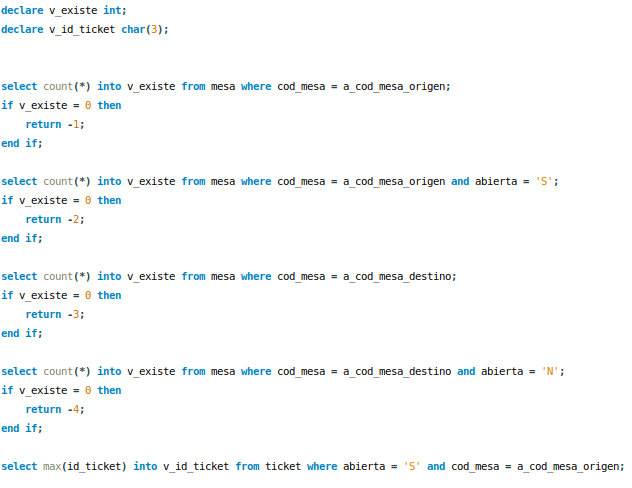 declare v_existe int;
declare v_id_ticket char(3);
select count(*) into v_existe from mesa where cod_mesa = a_cod_mesa_origen;
if v_existe = 0 then
    return -1;
end if;
select count(*) into v_existe from mesa where cod_mesa = a_cod_mesa_origen and abierta = 'S';
if v_existe = 0 then
    return -2;
end if;
select count(*) into v_existe from mesa where cod_mesa = a_cod_mesa_destino;
if v_existe = 0 then
    return -3;
end if;
select count(*) into v_existe from mesa where cod_mesa = a_cod_mesa_destino and abierta = 'N';
if v_existe = 0 then
    return -4;
end if;
select max(id_ticket) into v_id_ticket from ticket where abierta = 'S' and cod_mesa = a_cod_mesa_origen;